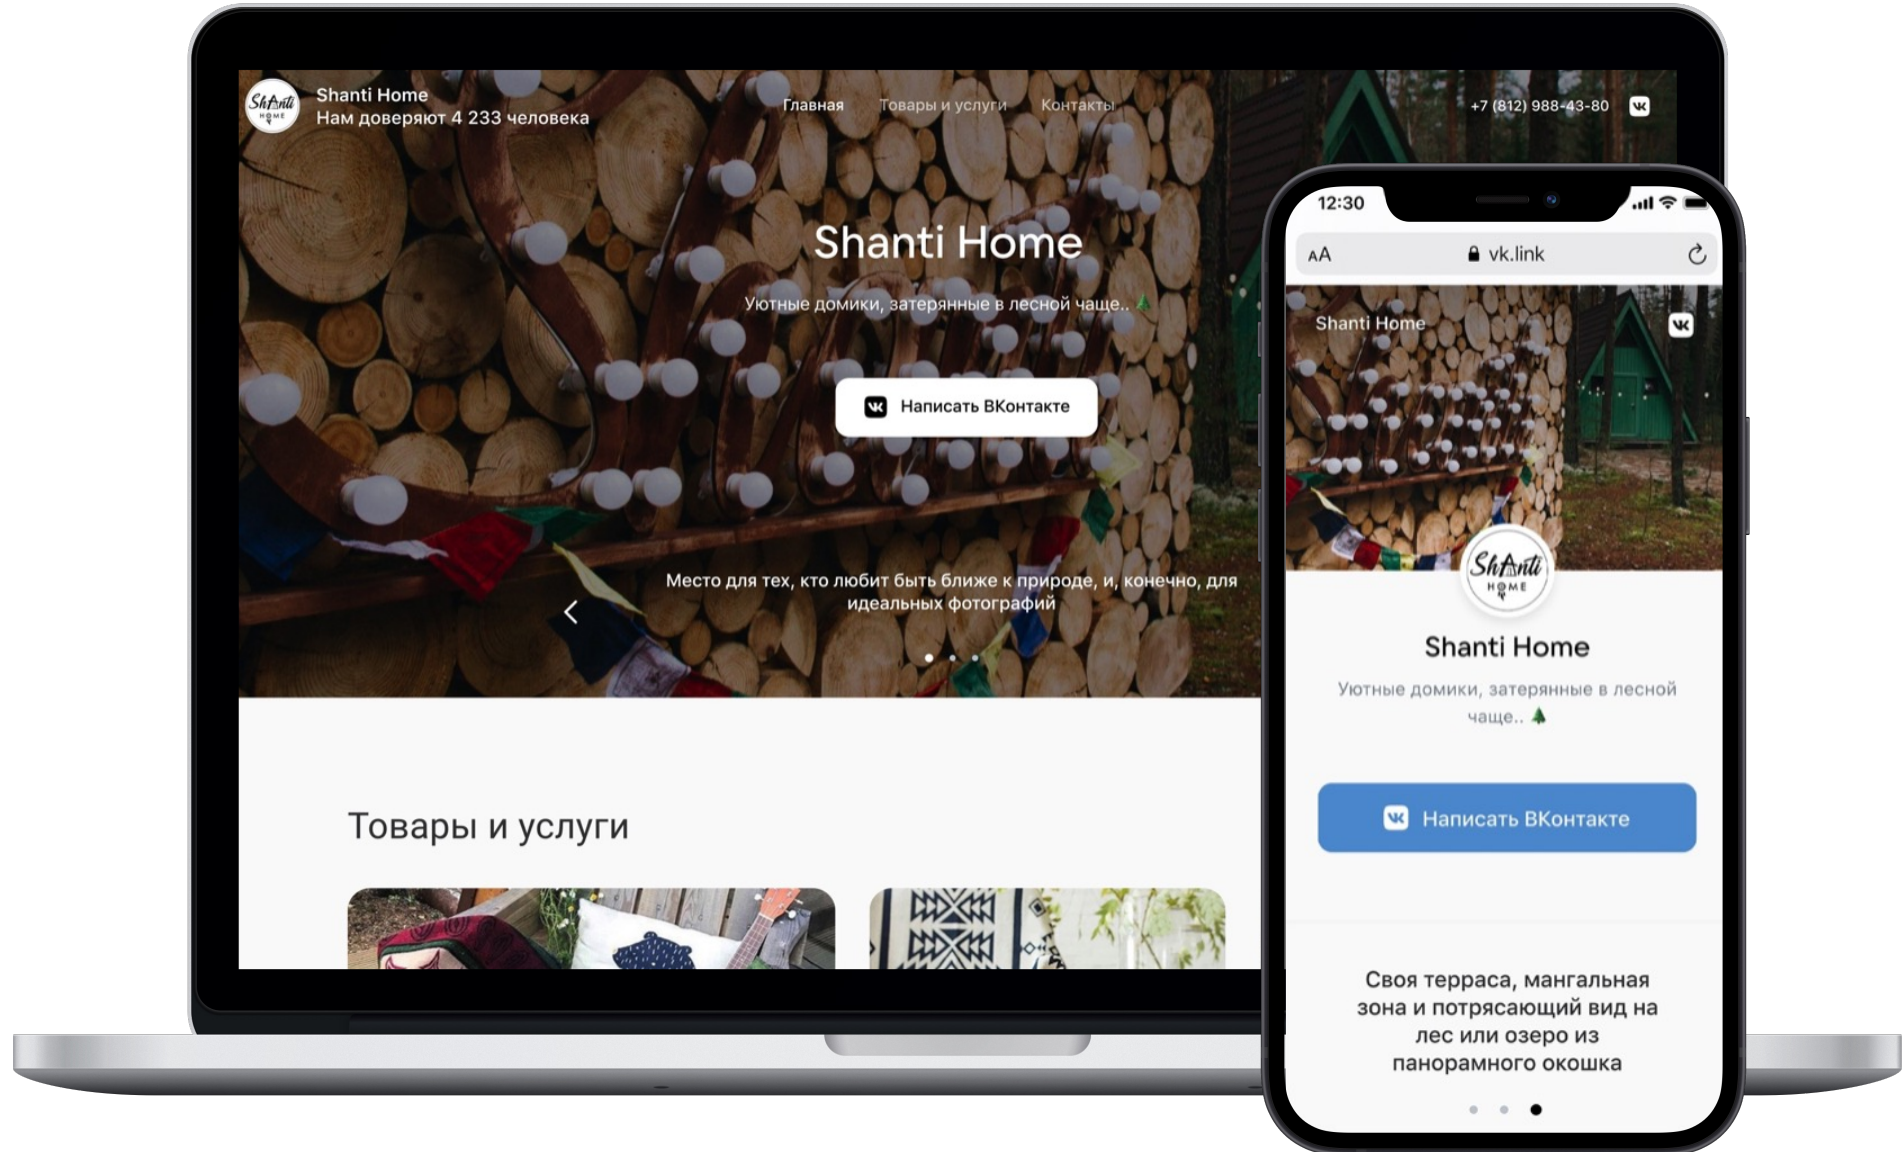 Shanti
HOME
Shanti Home
Нам доверяют 4 233 человека
Главная
Товары и услуги
Контакты
+7 (812) 988-43-80
Shanti Home
Уютные домики, затерянные в лесной чаще..
Написать ВКонтакте
Место для тех, кто любит быть ближе к природе, и, конечно, для
идеальных фотографий
Товары и услуги
12:30
AA
vk.link
Shanti Home
Shanti
HOME
Shanti Home
Уютные домики, затерянные в лесной
чаще..
Написать ВКонтакте
Своя терраса, мангальная
зона и потрясающий вид на
лес или озеро из
панорамного окошка